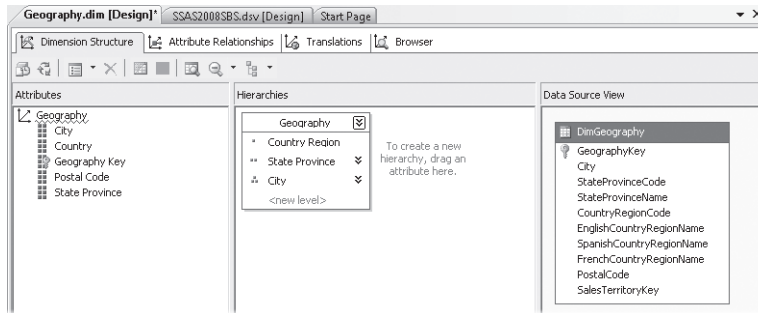 Geography.dim [Design]* SSAS2008SBS.dsv [Design] Start Page
Dimension Structure Attribute Relationships Translations Browser
Attributes
Geography
City
Country
Geography Key
Postal Code
State Province
Hierarchies
Geography
Country Region
State Province
City
<new level>
To create a new
hierarchy, drag an
attribute here.
Data Source View
DimGeography
GeographyKey
City
StateProvinceCode
StateProvinceName
CountryRegionCode
EnglishCountryRegionName
SpanishCountryRegionName
FrenchCountryRegionName
PostalCode
SalesTerritoryKey